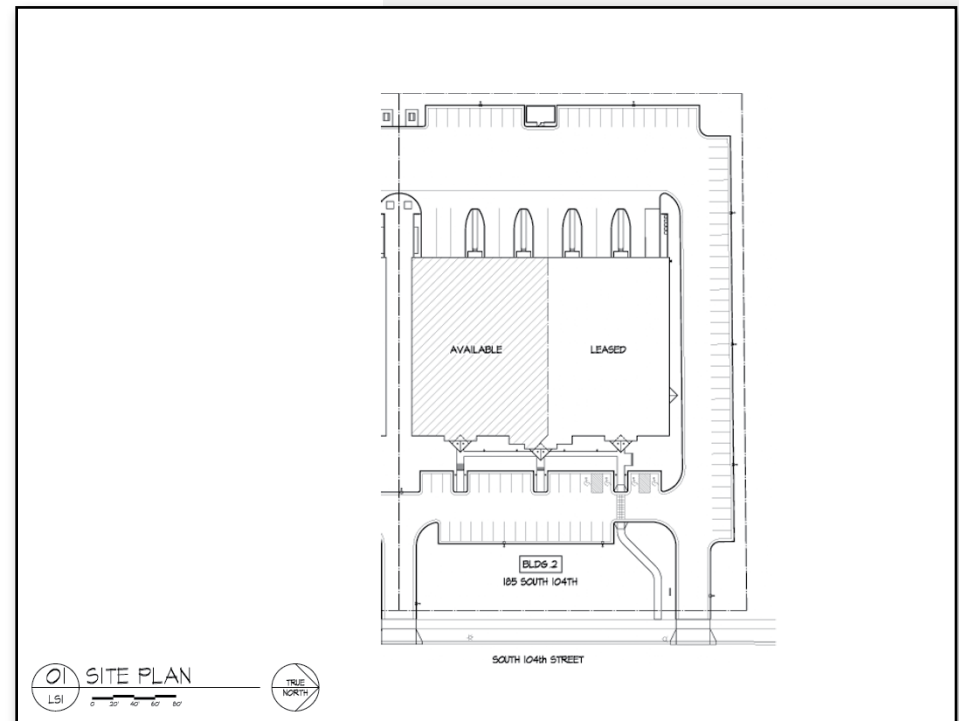 AVAILABLE
LEASED
BLDG.2
185 SOUTH 104TH
SOUTH 104th STREET
01
LS1
SITE PLAN
0 20' 40' 60' 80'
TRUE
NORTH